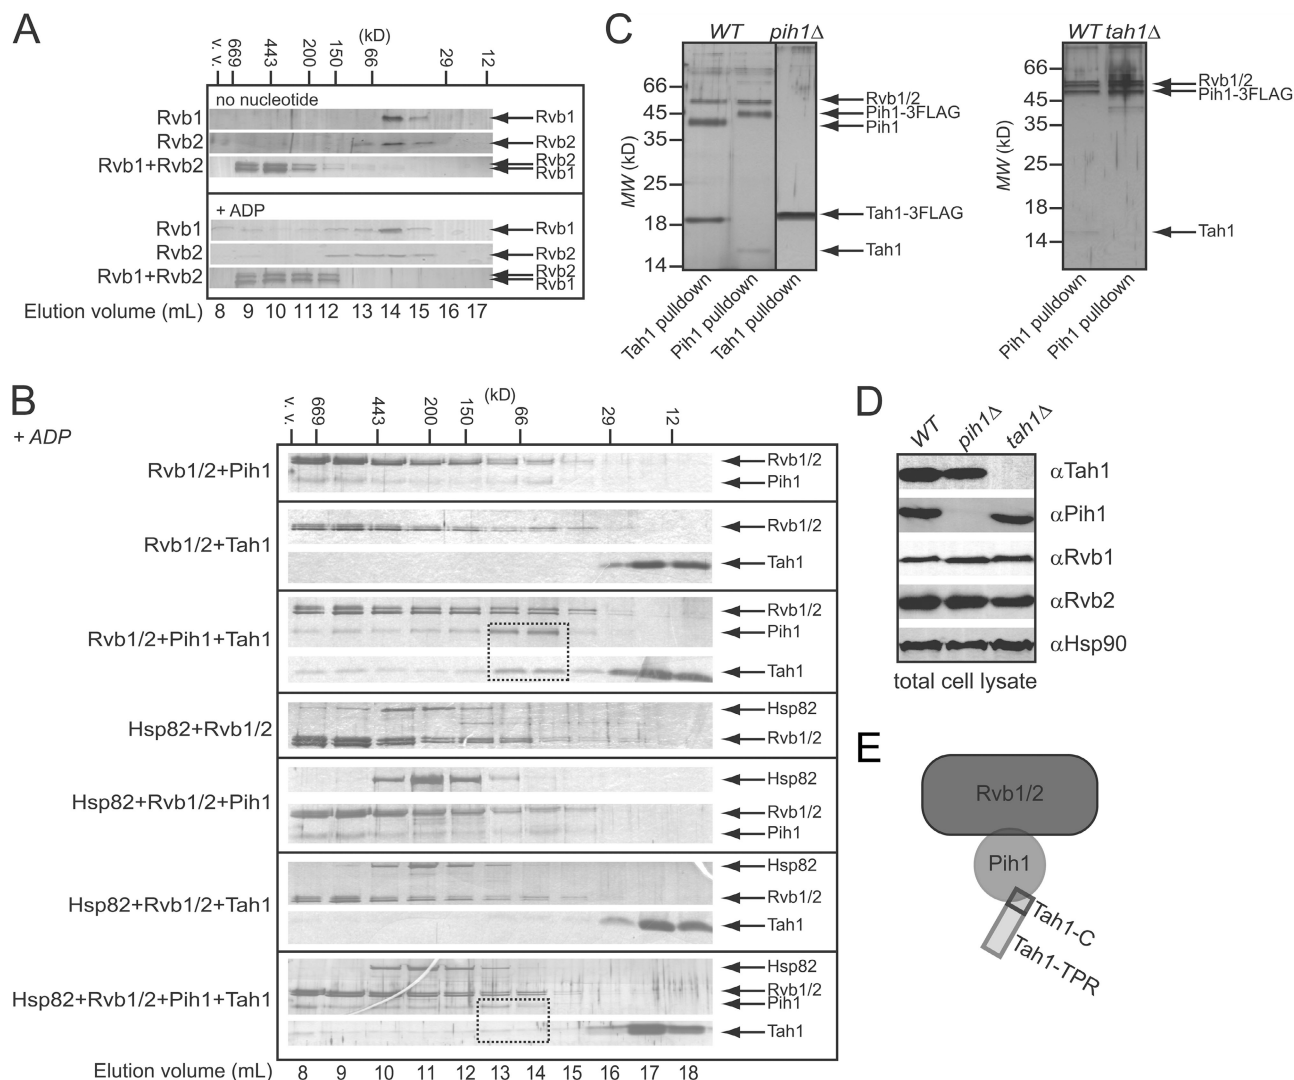 A
(kD)
v. v. 669 443 200 150 66 29 12
no nucleotide
Rvb1 Rvb1
Rvb2 Rvb2
Rvb1+Rvb2 Rvb2
Rvb1
+ ADP
Rvb1 Rvb1
Rvb2 Rvb2
Rvb1+Rvb2 Rvb2
Rvb1
Elution volume (mL) 8 9 10 11 12 13 14 15 16 17
B
+ ADP
(kD)
v. v. 669 443 200 150 66 29 12
Rvb1/2+Pih1 Rvb1/2
Pih1
Rvb1/2+Tah1 Rvb1/2
Tah1
Rvb1/2+Pih1+Tah1 Rvb1/2
Pih1
Tah1
Hsp82+Rvb1/2 Hsp82
Rvb1/2
Hsp82+Rvb1/2+Pih1 Hsp82
Rvb1/2
Pih1
Hsp82+Rvb1/2+Tah1 Hsp82
Rvb1/2
Tah1
Hsp82+Rvb1/2+Pih1+Tah1 Hsp82
Rvb1/2
Pih1
Tah1
Elution volume (mL) 8 9 10 11 12 13 14 15 16 17 18
C
WT pih1Δ
MW (kD)
66
45
35
25
18
14
Rvb1/2
Pih1-3FLAG
Pih1
Tah1-3FLAG
Tah1
Tah1 pulldown
Pih1 pulldown
Tah1 pulldown
WT tah1Δ
MW (kD)
66
45
35
25
18
14
Rvb1/2
Pih1-3FLAG
Tah1
Pih1 pulldown
Pih1 pulldown
D
WT pih1Δ tah1Δ
αTah1
αPih1
αRvb1
αRvb2
αHsp90
total cell lysate
E
Rvb1/2
Pih1
Tah1-C
Tah1-TPR